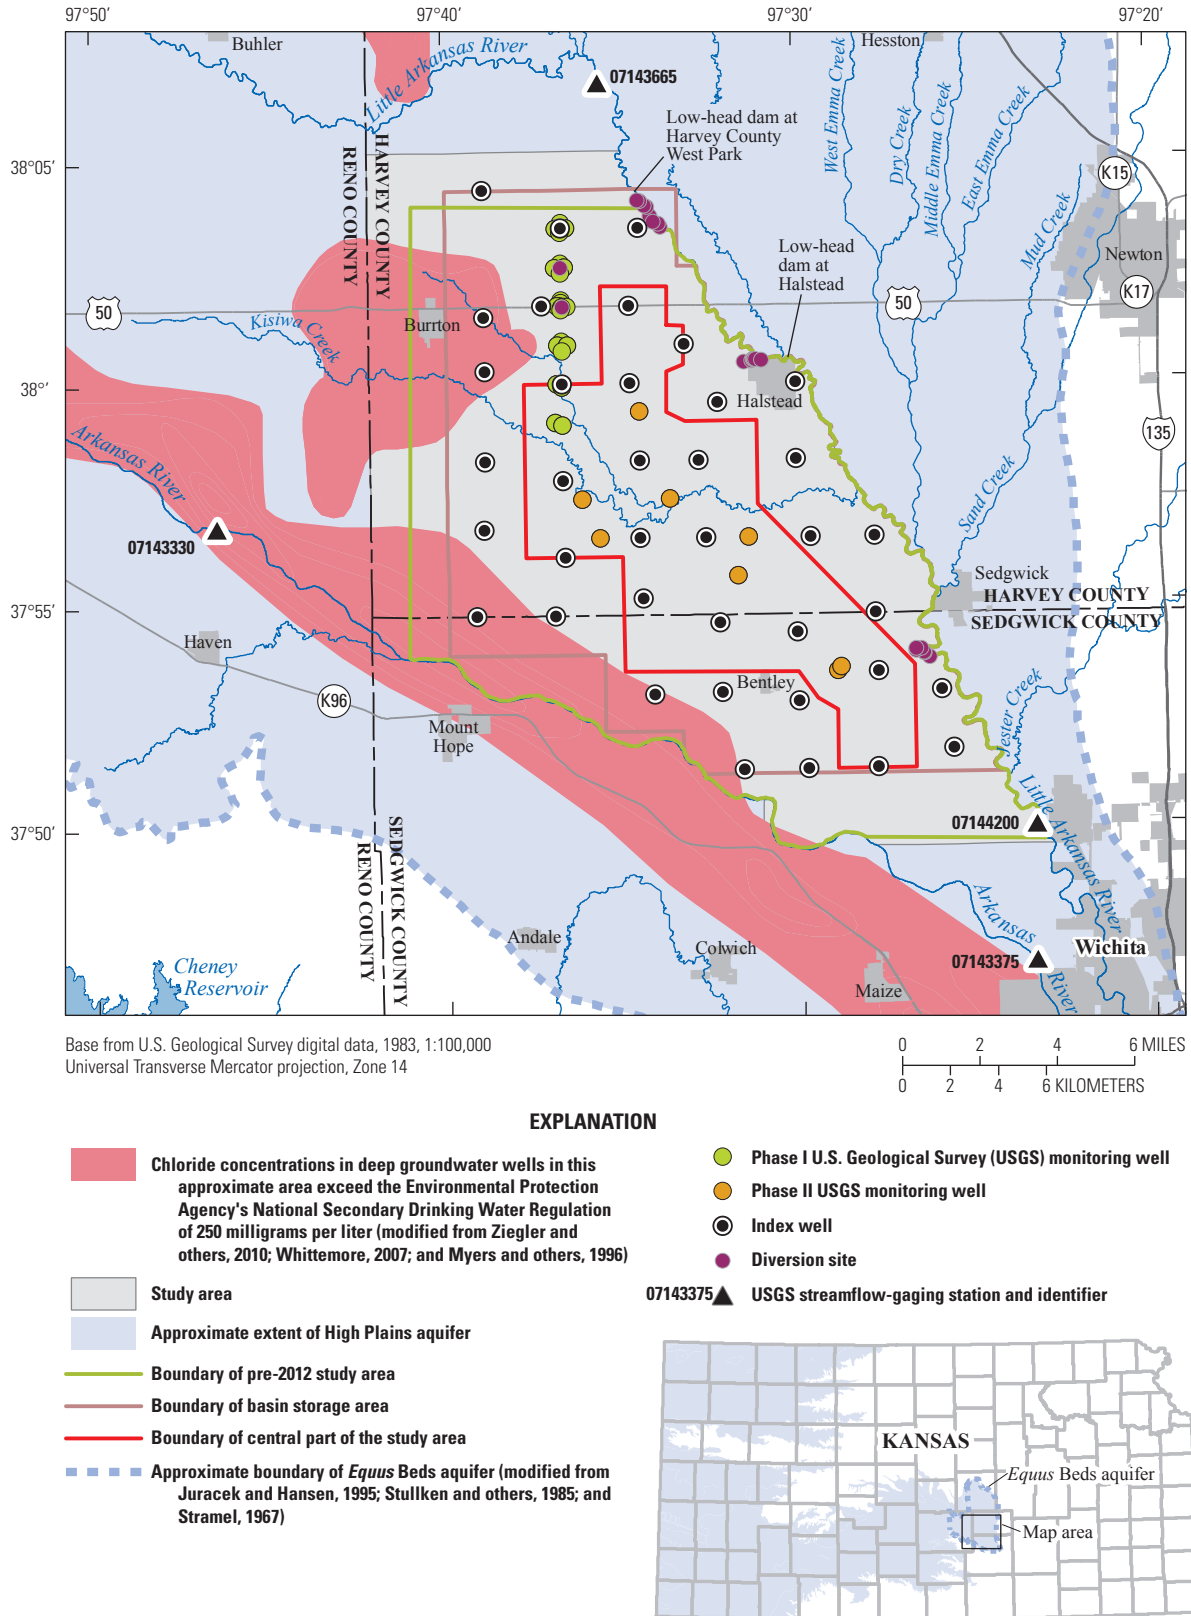 97°50′
97°40′
97°30′
97°20′
Buhler
Little Arkansas River
07143665
Hesston
Low-head dam at
Harvey County
West Park
West Emma Creek
Dry Creek
Middle Emma Creek
East Emma Creek
K15
38°05′
HARVEY COUNTY
RENO COUNTY
Mud Creek
Newton
Low-head
dam at
Halstead
50
Kisiwa Creek
Burrton
50
K17
38°′
Halstead
135
Arkansas River
07143330
Sand Creek
Sedgwick
HARVEY COUNTY
SEDGWICK COUNTY
37°55′
Haven
K96
Bentley
Mount
Hope
Jester Creek
Little Arkansas River
37°50′
07144200
SEDGWICK COUNTY
RENO COUNTY
Cheney
Reservoir
Andale
Colwich
Maize
Arkansas
River
07143375
Wichita
Base from U.S. Geological Survey digital data, 1983, 1:100,000
Universal Transverse Mercator projection, Zone 14
0 2 4 6 MILES
0 2 4 6 KILOMETERS
EXPLANATION
Chloride concentrations in deep groundwater wells in this
approximate area exceed the Environmental Protection
Agency's National Secondary Drinking Water Regulation
of 250 milligrams per liter (modified from Ziegler and
others, 2010; Whittemore, 2007; and Myers and others, 1996)
Study area
Approximate extent of High Plains aquifer
Boundary of pre-2012 study area
Boundary of basin storage area
Boundary of central part of the study area
Approximate boundary of Equus Beds aquifer (modified from
Juracek and Hansen, 1995; Stullken and others, 1985; and
Stramel, 1967)
Phase I U.S. Geological Survey (USGS) monitoring well
Phase II USGS monitoring well
Index well
Diversion site
07143375 USGS streamflow-gaging station and identifier
KANSAS
Equus Beds aquifer
Map area